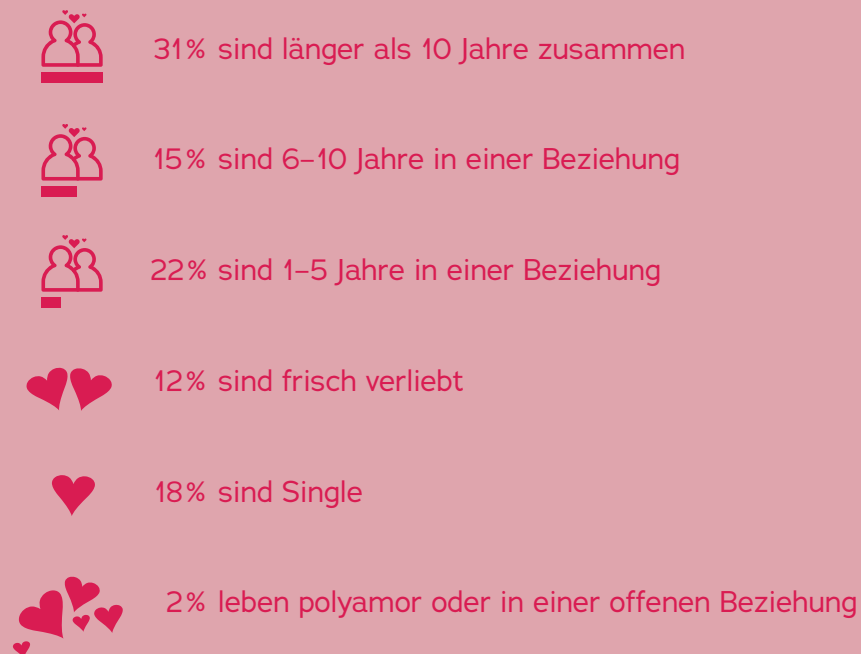 31% sind länger als 10 Jahre zusammen
15% sind 6–10 Jahre in einer Beziehung
22% sind 1–5 Jahre in einer Beziehung
12% sind frisch verliebt
18% sind Single
2% leben polyamor oder in einer offenen Beziehung